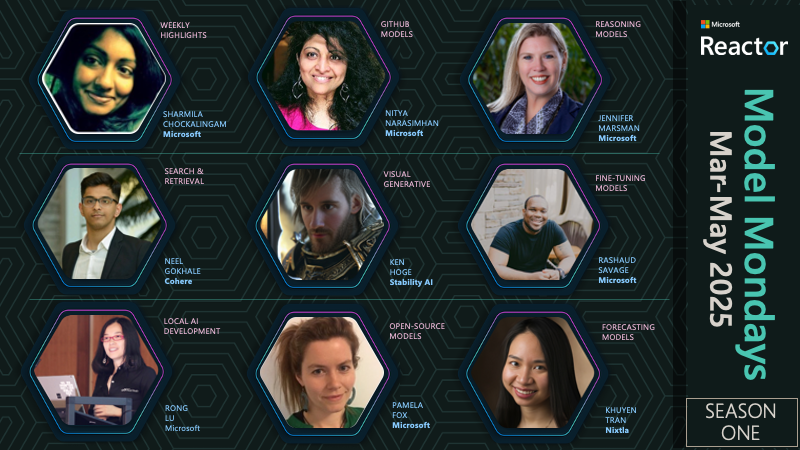 WEEKLY
HIGHLIGHTS
SHARMILA
CHOCKALINGAM
Microsoft
GITHUB
MODELS
NITYA
NARASIMHAN
Microsoft
REASONING
MODELS
JENNIFER
MARSMAN
Microsoft
SEARCH &
RETRIEVAL
NEEL
GOKHALE
Cohere
VISUAL
GENERATIVE
KEN
HOGE
Stability AI
FINE-TUNING
MODELS
RASHAUD
SAVAGE
Microsoft
LOCAL AI
DEVELOPMENT
RONG
LU
Microsoft
OPEN-SOURCE
MODELS
PAMELA
FOX
Microsoft
FORECASTING
MODELS
KHUYEN
TRAN
Nixtla
Microsoft
Reactor
Model Mondays
Mar-May 2025
SEASON
ONE